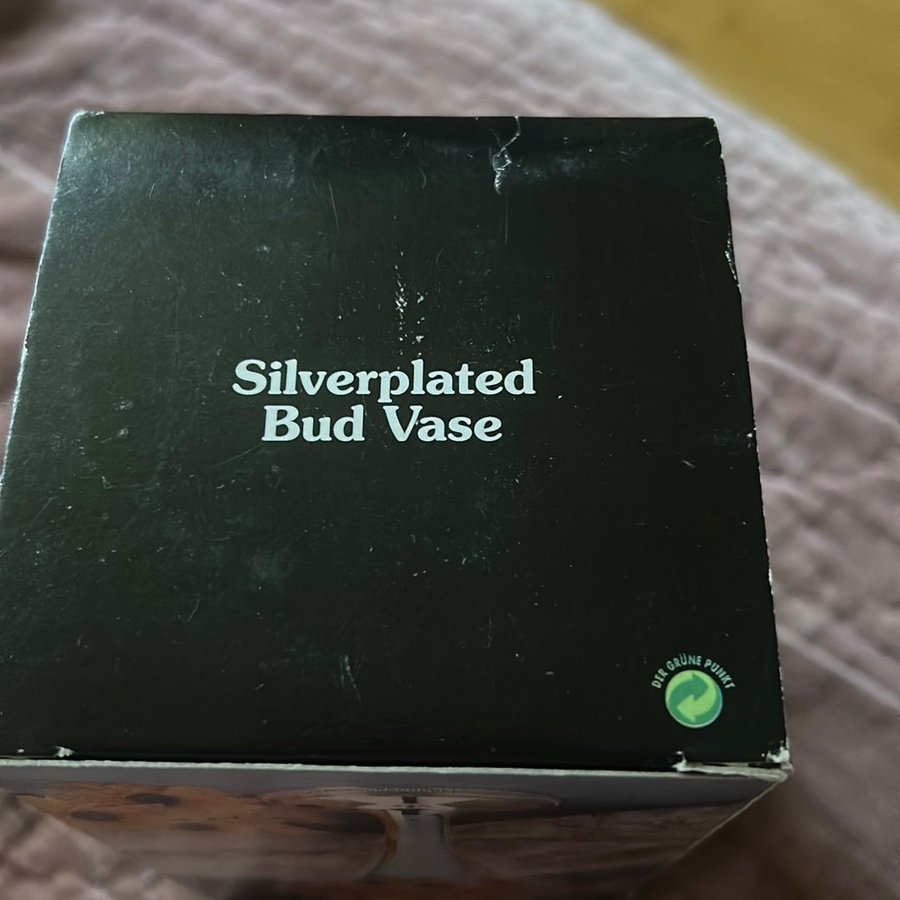 Silverplated
Bud Vase
DER GRÜNE PUNKT